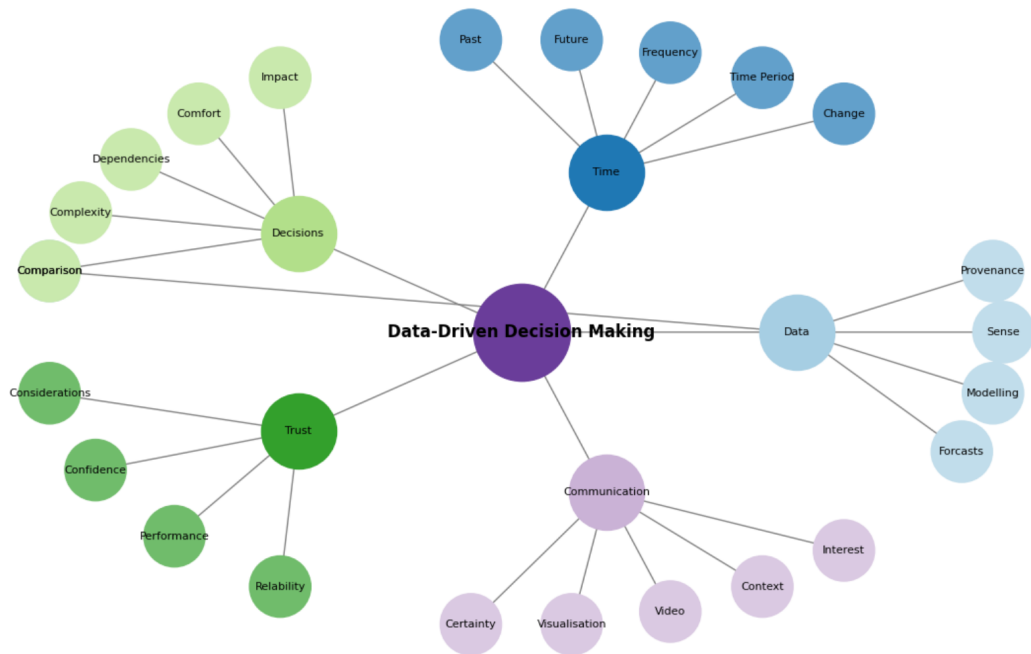 Past
Future
Frequency
Time Period
Change
Impact
Comfort
Dependencies
Complexity
Comparison
Decisions
Time
Data-Driven Decision Making
Data
Provenance
Sense
Modelling
Forcasts
Trust
Considerations
Confidence
Performance
Relability
Communication
Certainty
Visualisation
Video
Context
Interest